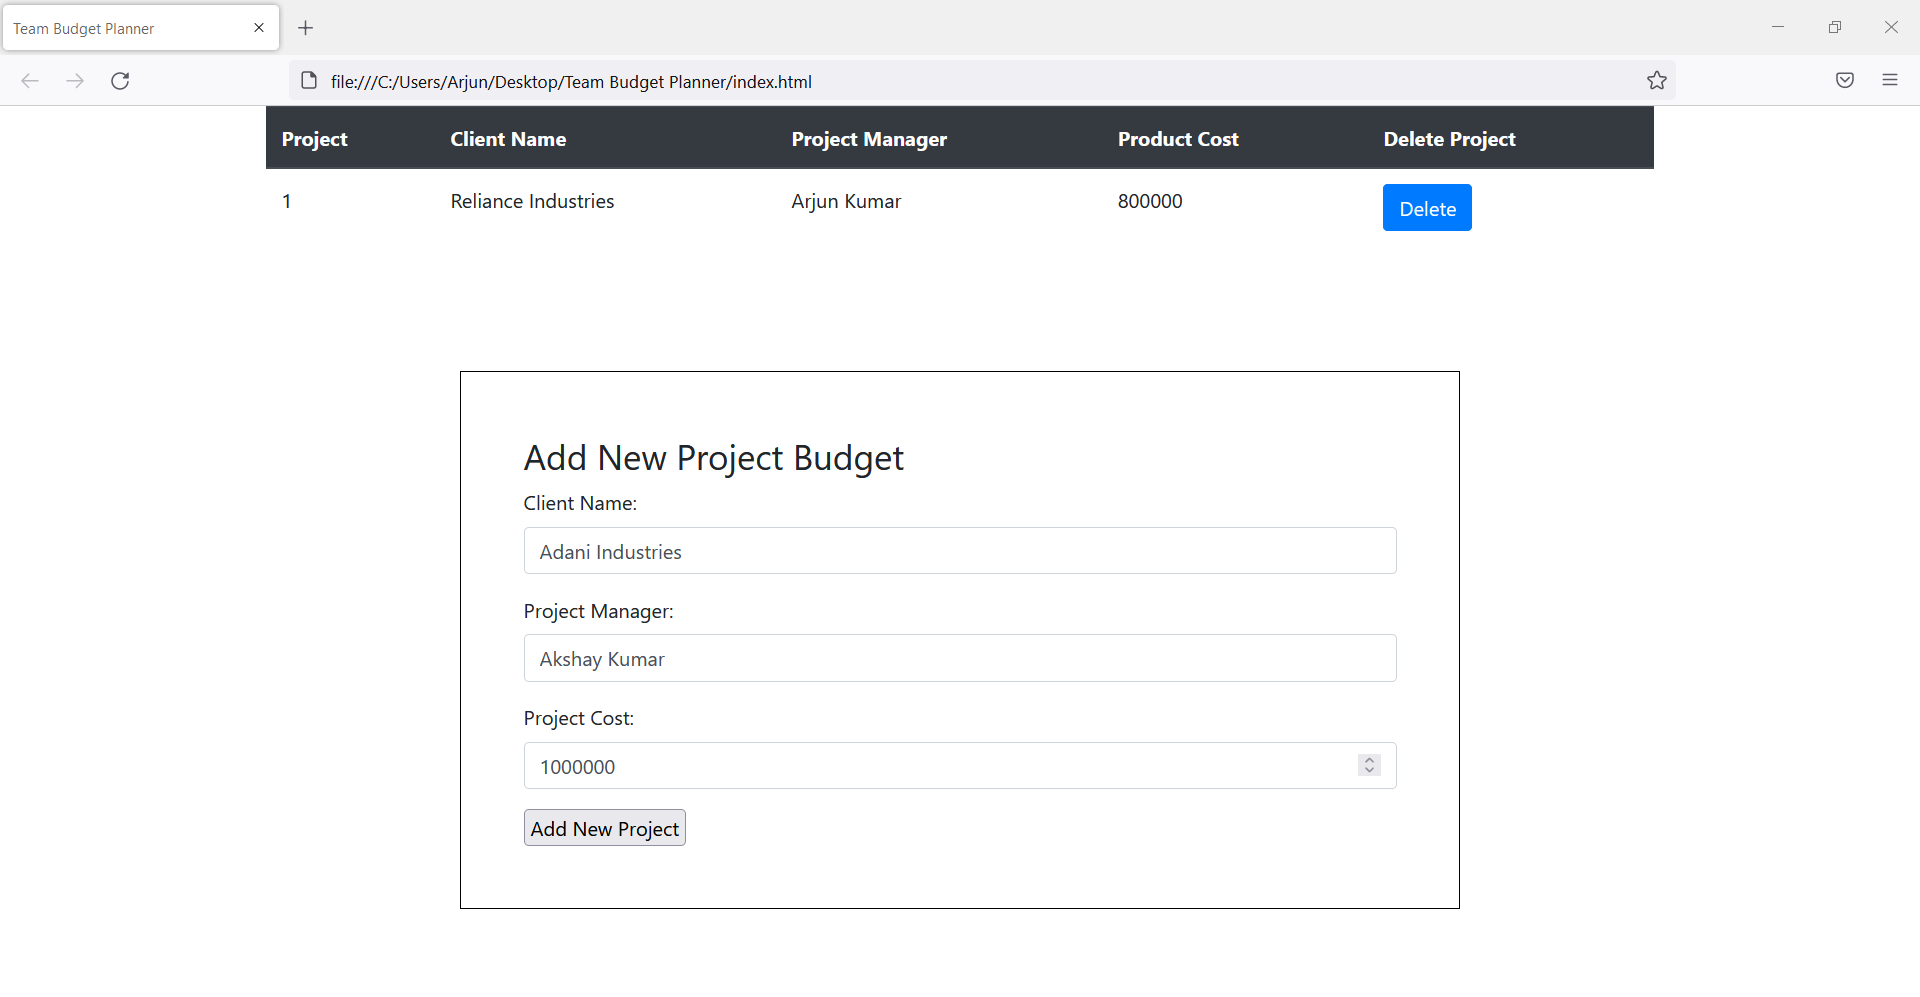 Team Budget Planner
file:///C:/Users/Arjun/Desktop/Team Budget Planner/index.html
Project Client Name Project Manager Product Cost Delete Project
1 Reliance Industries Arjun Kumar 800000 Delete
Add New Project Budget
Client Name:
Adani Industries
Project Manager:
Akshay Kumar
Project Cost:
1000000
Add New Project